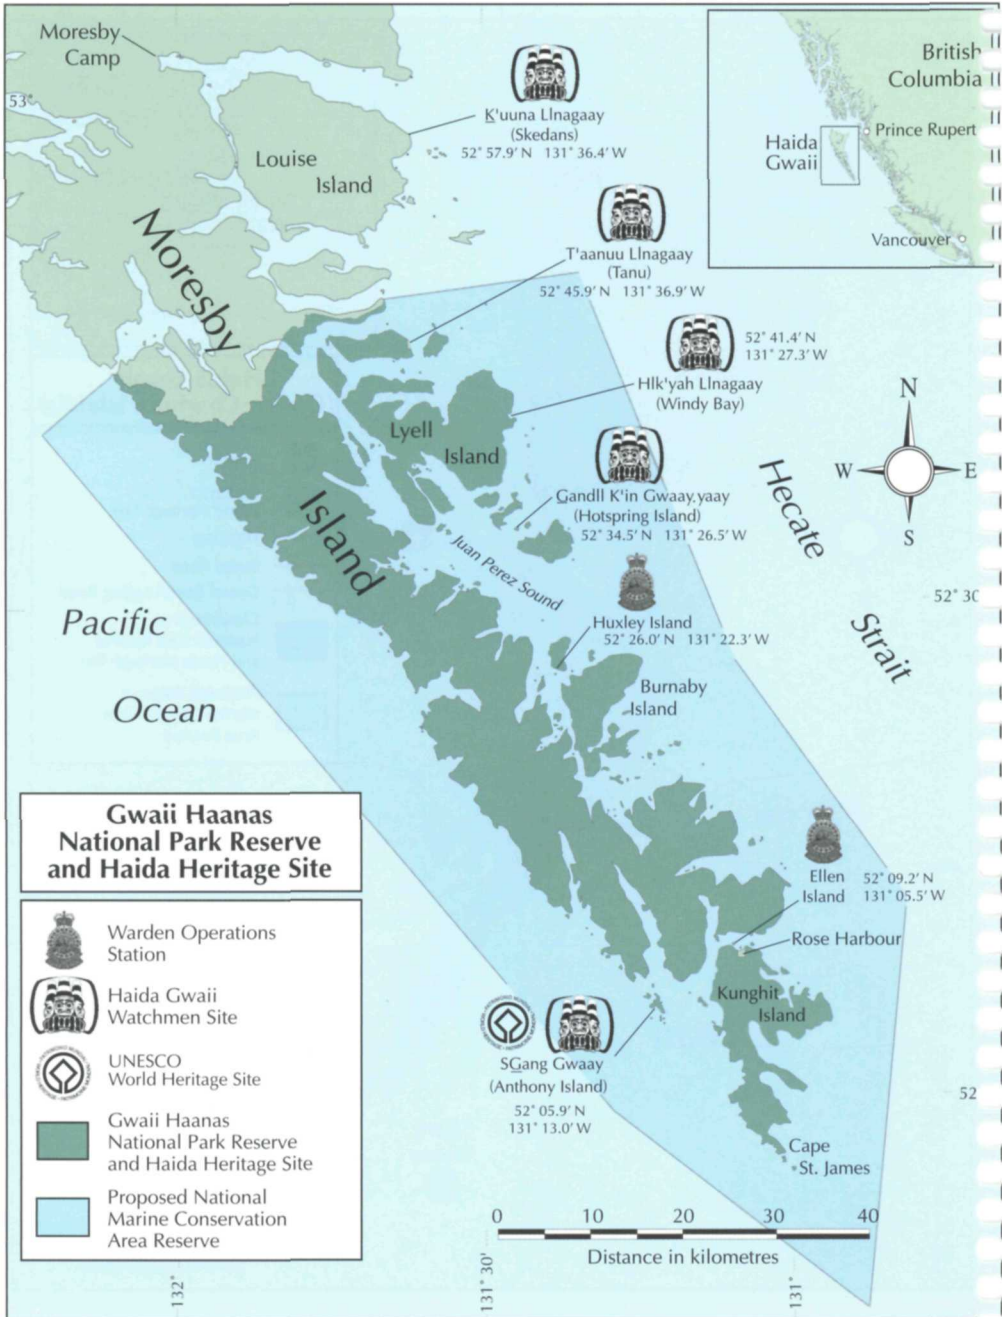 Moresby
Camp
53°
K'uuna Llnagaay
(Skedans)
52° 57.9' N 131° 36.4' W
Louise
Island
British
Columbia
Prince Rupert
Haida
Gwaii
Vancouver
T'aanuu Llnagaay
(Tanu)
52° 45.9' N 131° 36.9' W
Moresby
Island
52° 41.4' N
131° 27.3' W
Hlk'yah Llnagaay
(Windy Bay)
Lyell
Island
Gandll K'in Gwaay.yaay
(Hotspring Island)
52° 34.5' N 131° 26.5' W
N
W
E
S
Hecate
Strait
Juan Perez Sound
52° 30
Pacific
Ocean
Huxley Island
52° 26.0' N 131° 22.3' W
Burnaby
Island
Ellen
Island
52° 09.2' N
131° 05.5' W
Rose Harbour
Kunghit
Island
SGang Gwaay
(Anthony Island)
52° 05.9' N
131° 13.0' W
52
Cape
St. James
Gwaii Haanas
National Park Reserve
and Haida Heritage Site
Warden Operations
Station
Haida Gwaii
Watchmen Site
UNESCO
World Heritage Site
Gwaii Haanas
National Park Reserve
and Haida Heritage Site
Proposed National
Marine Conservation
Area Reserve
0 10 20 30 40
Distance in kilometres
132°
131° 30'
131°